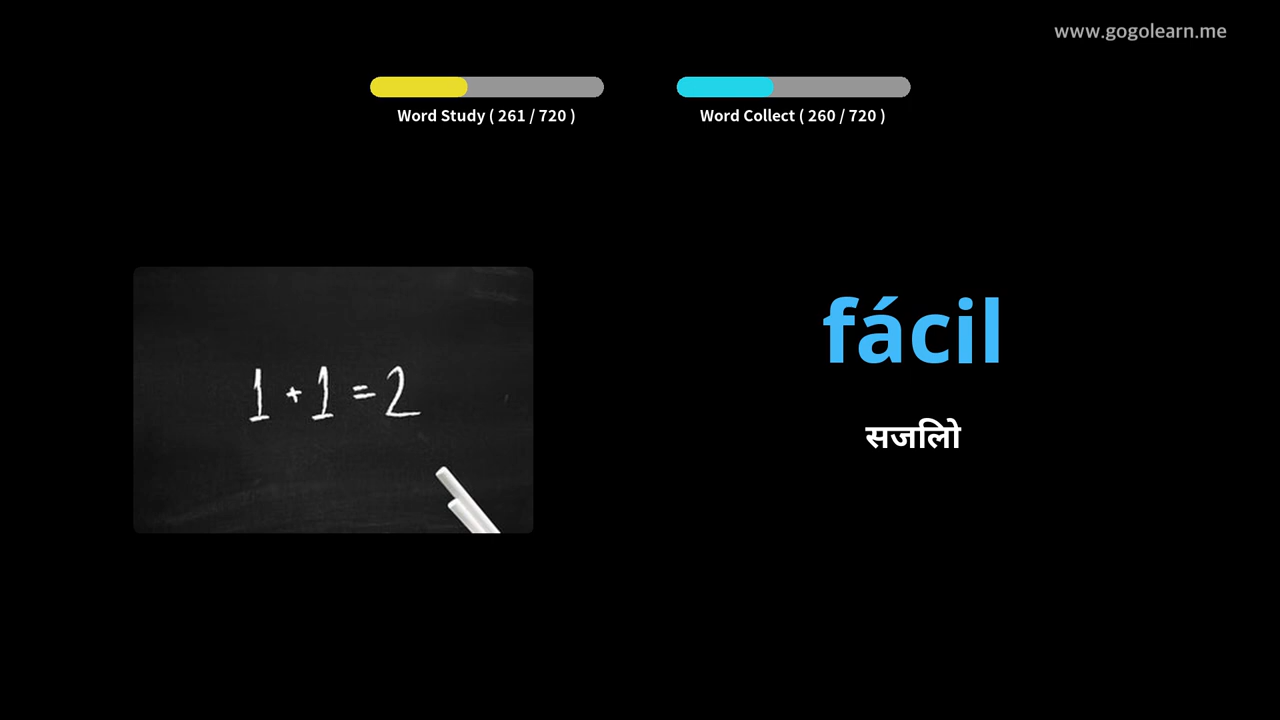 www.gogolearn.me
Word Study ( 261 / 720 )
Word Collect ( 260 / 720 )
1 + 1 = 2
fácil
सजिलो